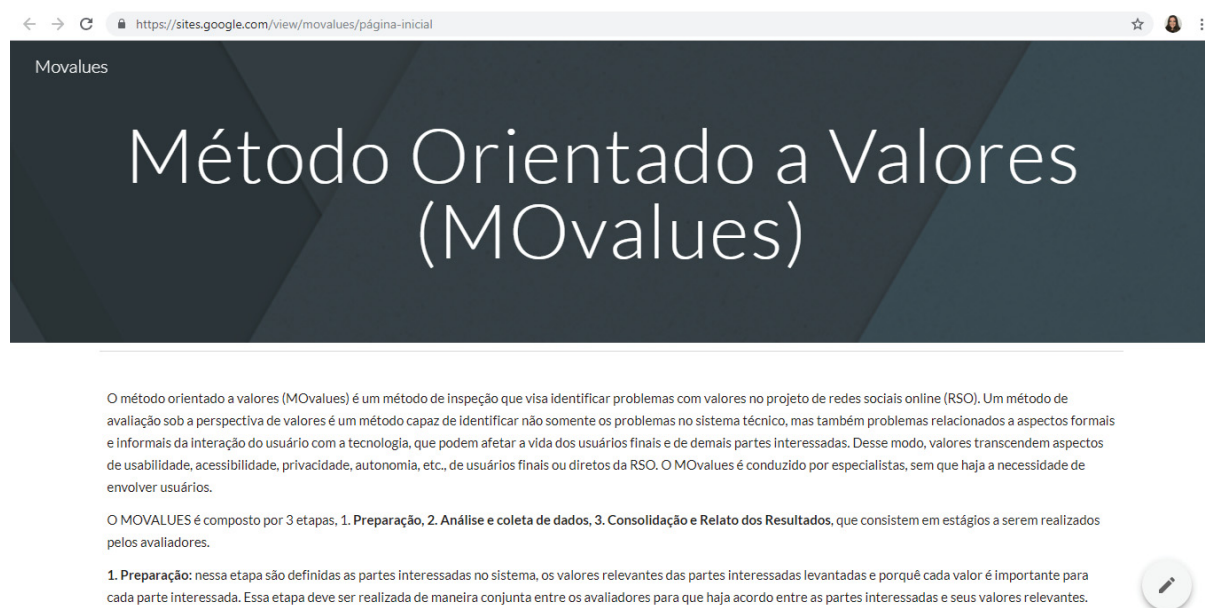 https://sites.google.com/view/movalues/página-inicial
Movalues
Método Orientado a Valores
(MOvalues)
O método orientado a valores (MOvalues) é um método de inspeção que visa identificar problemas com valores no projeto de redes sociais online (RSO). Um método de
avaliação sob a perspectiva de valores é um método capaz de identificar não somente os problemas no sistema técnico, mas também problemas relacionados a aspectos formais
e informais da interação do usuário com a tecnologia, que podem afetar a vida dos usuários finais e de demais partes interessadas. Desse modo, valores transcendem aspectos
de usabilidade, acessibilidade, privacidade, autonomia, etc., de usuários finais ou diretos da RSO. O MOvalues é conduzido por especialistas, sem que haja a necessidade de
envolver usuários.
O MOVALUES é composto por 3 etapas, 1. Preparação, 2. Análise e coleta de dados, 3. Consolidação e Relato dos Resultados, que consistem em estágios a serem realizados
pelos avaliadores.
1. Preparação: nessa etapa são definidas as partes interessadas no sistema, os valores relevantes das partes interessadas levantadas e porquê cada valor é importante para
cada parte interessada. Essa etapa deve ser realizada de maneira conjunta entre os avaliadores para que haja acordo entre as partes interessadas e seus valores relevantes.